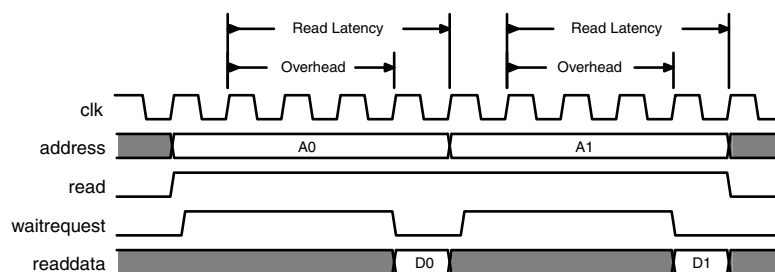 Read Latency Read Latency
Overhead Overhead
clk
address A0 A1
read
waitrequest
readdata D0 D1